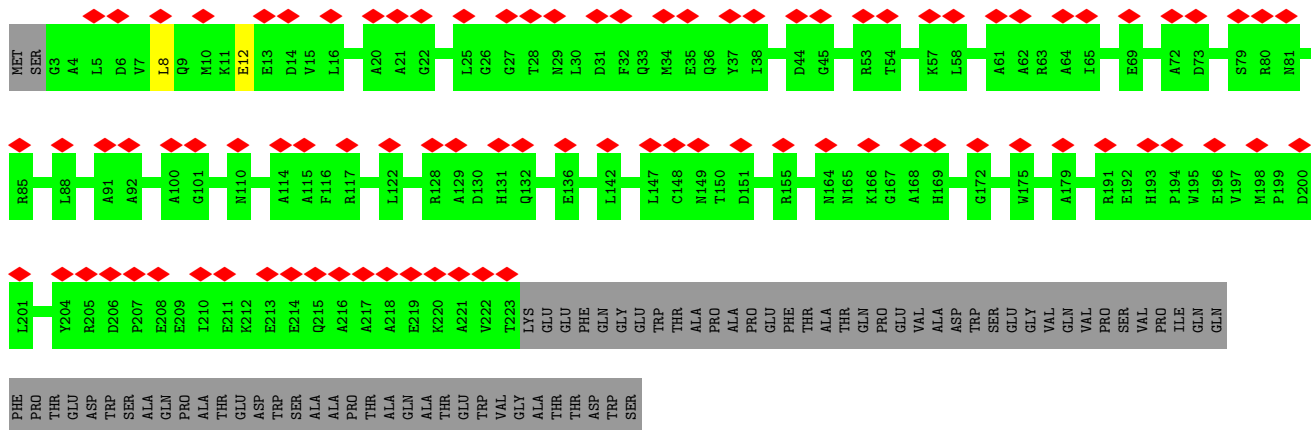 MET SER G3 A4 L5 D6 V7 L8 Q9 M10 K11 E12 E13 D14 V15 L16 A20 A21 G22 L25 G26 G27 T28 N29 L30 D31 F32 Q33 M34 E35 Q36 Y37 I38 D44 G45 R53 T54 K57 L58 A61 A62 R63 A64 I65 E69 A72 D73 S79 R80 N81
R85 L88 A91 A92 A100 G101 N110 A114 A115 F116 R117 L122 R128 A129 D130 H131 Q132 E136 L142 L147 C148 N149 T150 D151 R155 N164 N165 K166 G167 A168 H169 G172 W175 A179 R191 E192 H193 P194 W195 E196 V197 M198 P199 D200
L201 Y204 R205 D206 P207 E208 E209 I210 E211 K212 E213 E214 Q215 A216 A217 A218 E219 K220 A221 V222 T223 LYS GLU GLU PHE GLN GLY GLU TRP THR ALA PRO ALA PRO GLU PHE THR ALA THR GLN PRO GLU VAL ALA ASP TRP SER GLU GLY VAL GLN VAL PRO SER VAL PRO ILE GLN GLN
PHE PRO THR GLU ASP TRP SER ALA GLN PRO ALA THR GLU ASP TRP SER ALA ALA PRO THR ALA GLN ALA THR GLU TRP VAL GLY ALA THR THR ASP TRP SER